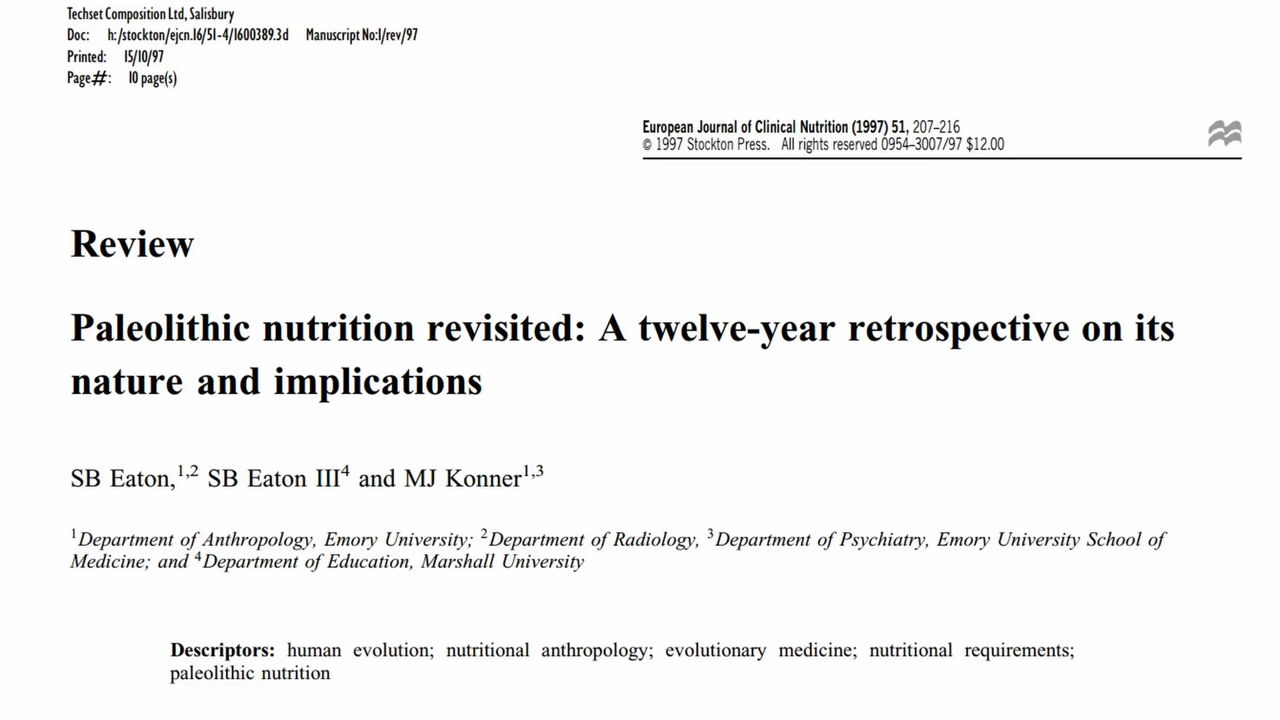 Techset Composition Ltd, Salisbury
Doc: h:/stockton/ejcn.16/51-4/1600389.3d Manuscript No:1/rev/97
Printed: 15/10/97
Page#: 10 page(s)
European Journal of Clinical Nutrition (1997) 51, 207–216
© 1997 Stockton Press. All rights reserved 0954–3007/97 $12.00
Review
Paleolithic nutrition revisited: A twelve-year retrospective on its
nature and implications
SB Eaton,1,2 SB Eaton III4 and MJ Konner1,3
1Department of Anthropology, Emory University; 2Department of Radiology, 3Department of Psychiatry, Emory University School of
Medicine; and 4Department of Education, Marshall University
Descriptors: human evolution; nutritional anthropology; evolutionary medicine; nutritional requirements;
paleolithic nutrition